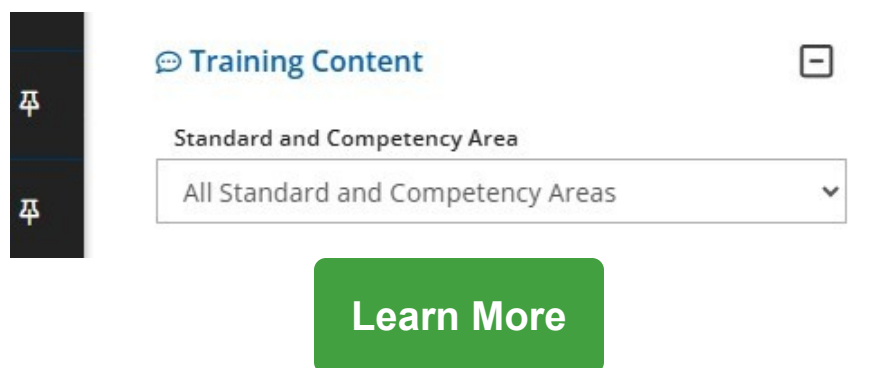 Training Content
Standard and Competency Area
All Standard and Competency Areas
Learn More